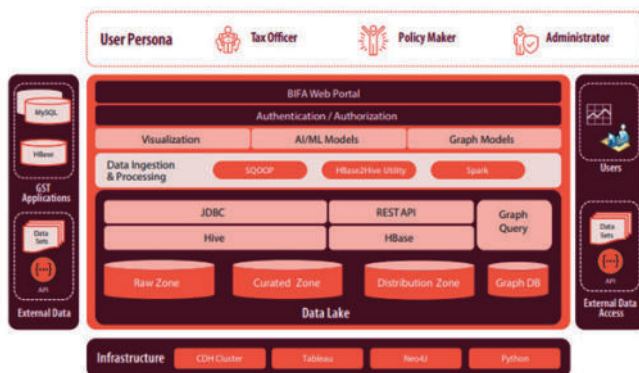 User Persona
Tax Officer
Policy Maker
Administrator
MySQL
HBase
GST
Applications
Data
Sets
API
External Data
BIFA Web Portal
Authentication / Authorization
Visualization
AI/ML Models
Graph Models
Data Ingestion
& Processing
SQOOP
HBase2Hive Utility
Spark
JDBC
REST API
Graph
Query
Hive
HBase
Raw Zone
Curated Zone
Distribution Zone
Graph DB
Data Lake
Users
Data
Sets
API
External Data
Access
Infrastructure
CDH Cluster
Tableau
Neo4J
Python